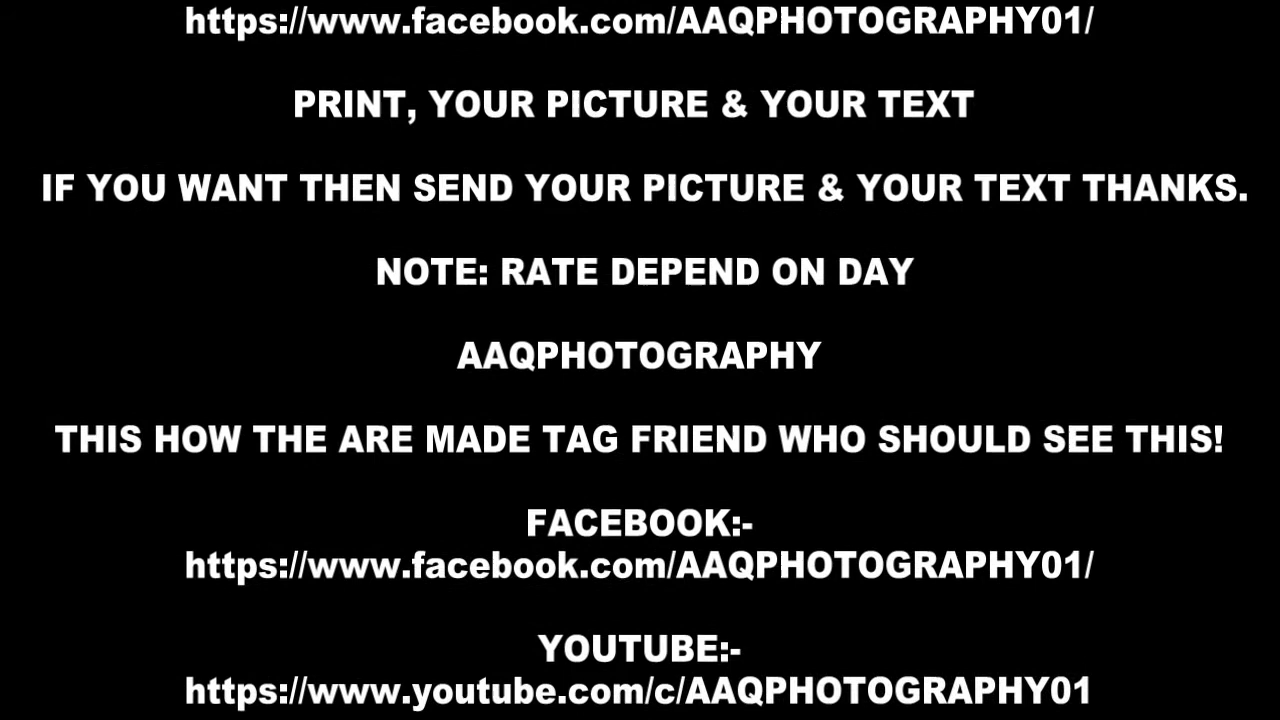 https://www.facebook.com/AAQPHOTOGRAPHY01/
PRINT, YOUR PICTURE & YOUR TEXT
IF YOU WANT THEN SEND YOUR PICTURE & YOUR TEXT THANKS.
NOTE: RATE DEPEND ON DAY
AAQPHOTOGRAPHY
THIS HOW THE ARE MADE TAG FRIEND WHO SHOULD SEE THIS!
FACEBOOK:-
https://www.facebook.com/AAQPHOTOGRAPHY01/
YOUTUBE:-
https://www.youtube.com/c/AAQPHOTOGRAPHY01